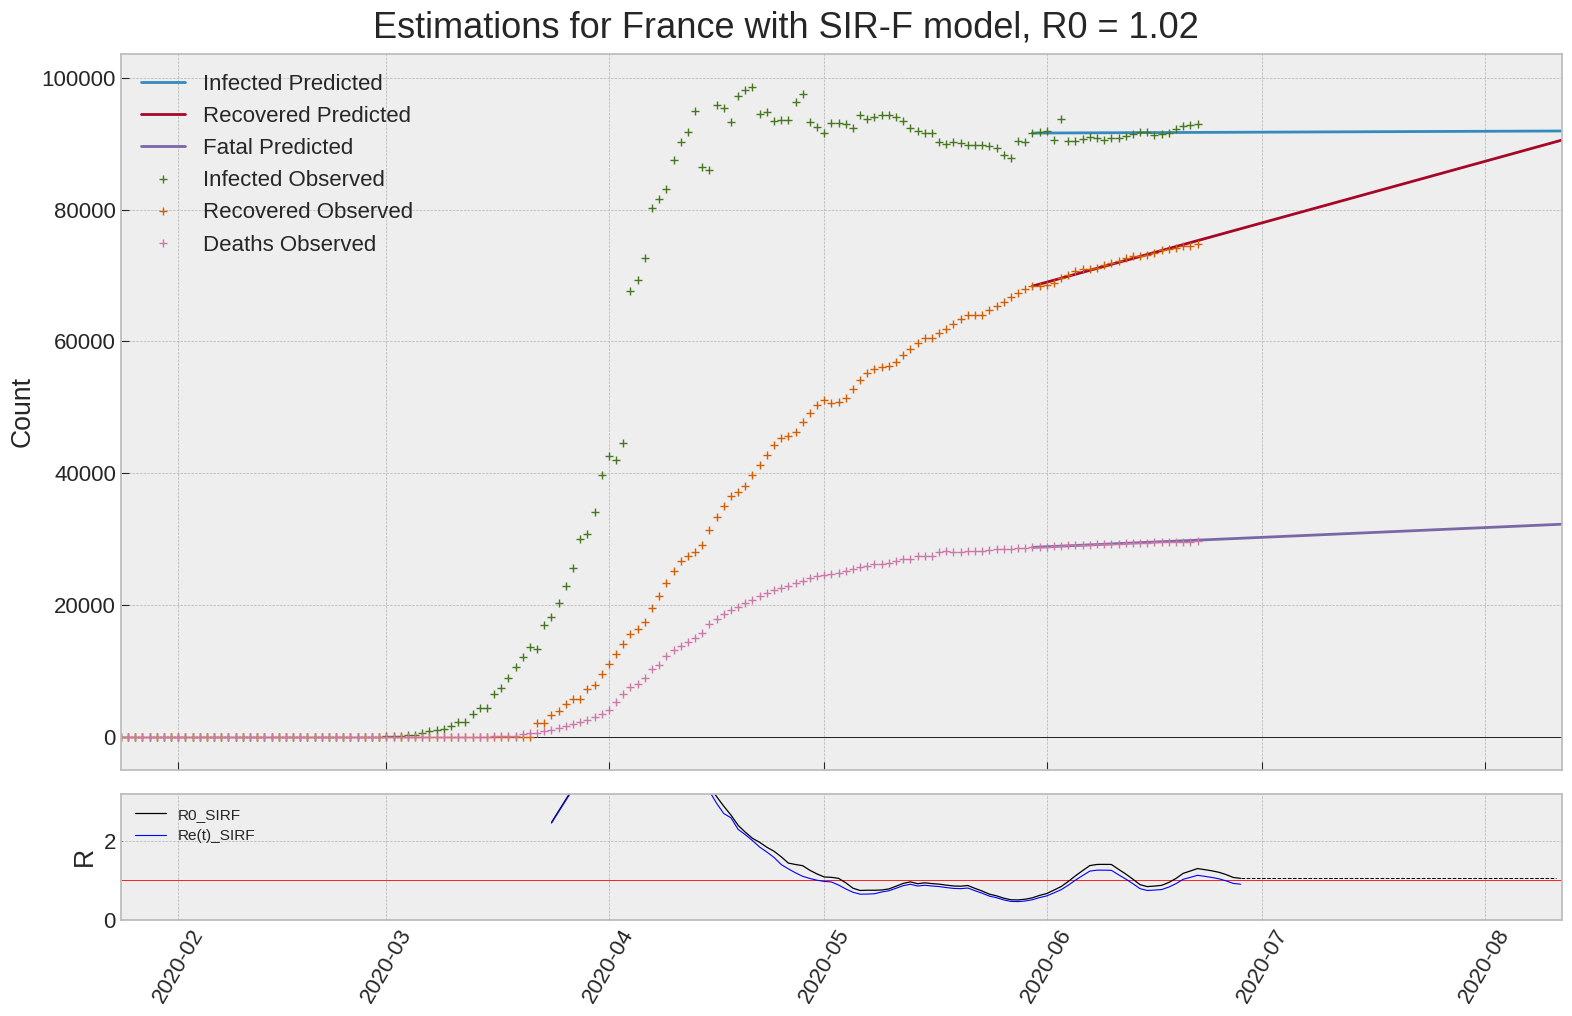 Estimations for France with SIR-F model, R0 = 1.02
Infected Predicted
Recovered Predicted
Fatal Predicted
Infected Observed
Recovered Observed
Deaths Observed
100000
80000
60000
40000
20000
0
Count
R0_SIRF
Re(t)_SIRF
2
0
R
2020-02
2020-03
2020-04
2020-05
2020-06
2020-07
2020-08